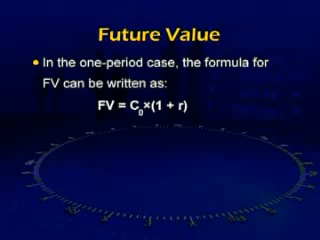 Future Value
• In the one-period case, the formula for
FV can be written as:
FV = C₀×(1 + r)